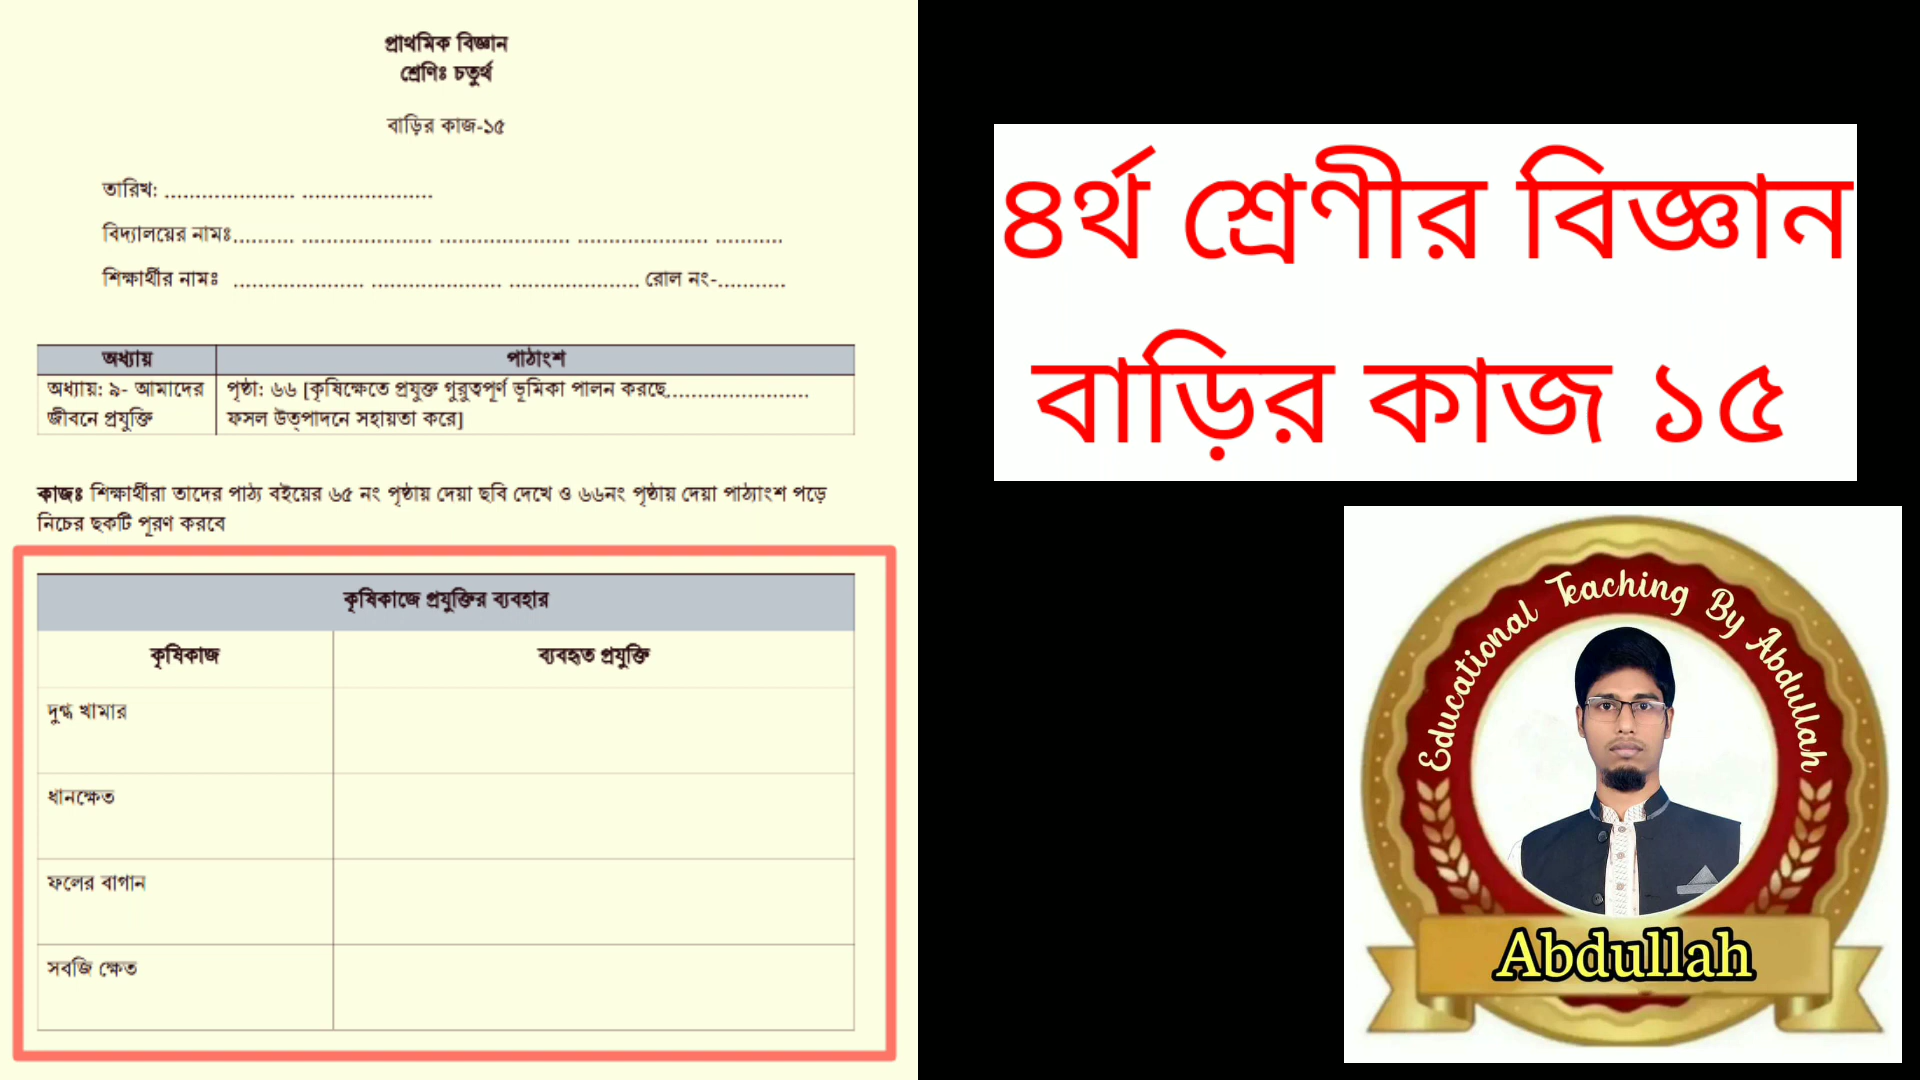 প্রাথমিক বিজ্ঞান
শ্রেণিঃ চতুর্থ
বাড়ির কাজ-১৫
তারিখ: ..................... .....................
বিদ্যালয়ের নামঃ.......... ..................... ..................... ..................... ...........
শিক্ষার্থীর নামঃ ..................... ..................... ..................... রোল নং-...........
অধ্যায় পাঠাংশ
অধ্যায়: ৯- আমাদের পৃষ্ঠা: ৬৬ [কৃষিক্ষেতে প্রযুক্ত গুরুত্বপূর্ণ ভূমিকা পালন করছে.......................
জীবনে প্রযুক্তি ফসল উত্পাদনে সহায়তা করে]
কাজঃ শিক্ষার্থীরা তাদের পাঠ্য বইয়ের ৬৫ নং পৃষ্ঠায় দেয়া ছবি দেখে ও ৬৬নং পৃষ্ঠায় দেয়া পাঠ্যাংশ পড়ে
নিচের ছকটি পূরণ করবে
কৃষিকাজে প্রযুক্তির ব্যবহার
কৃষিকাজ ব্যবহৃত প্রযুক্তি
দুগ্ধ খামার
ধানক্ষেত
ফলের বাগান
সবজি ক্ষেত
৪র্থ শ্রেণীর বিজ্ঞান
বাড়ির কাজ ১৫
Educational Teaching By Abdullah
Abdullah